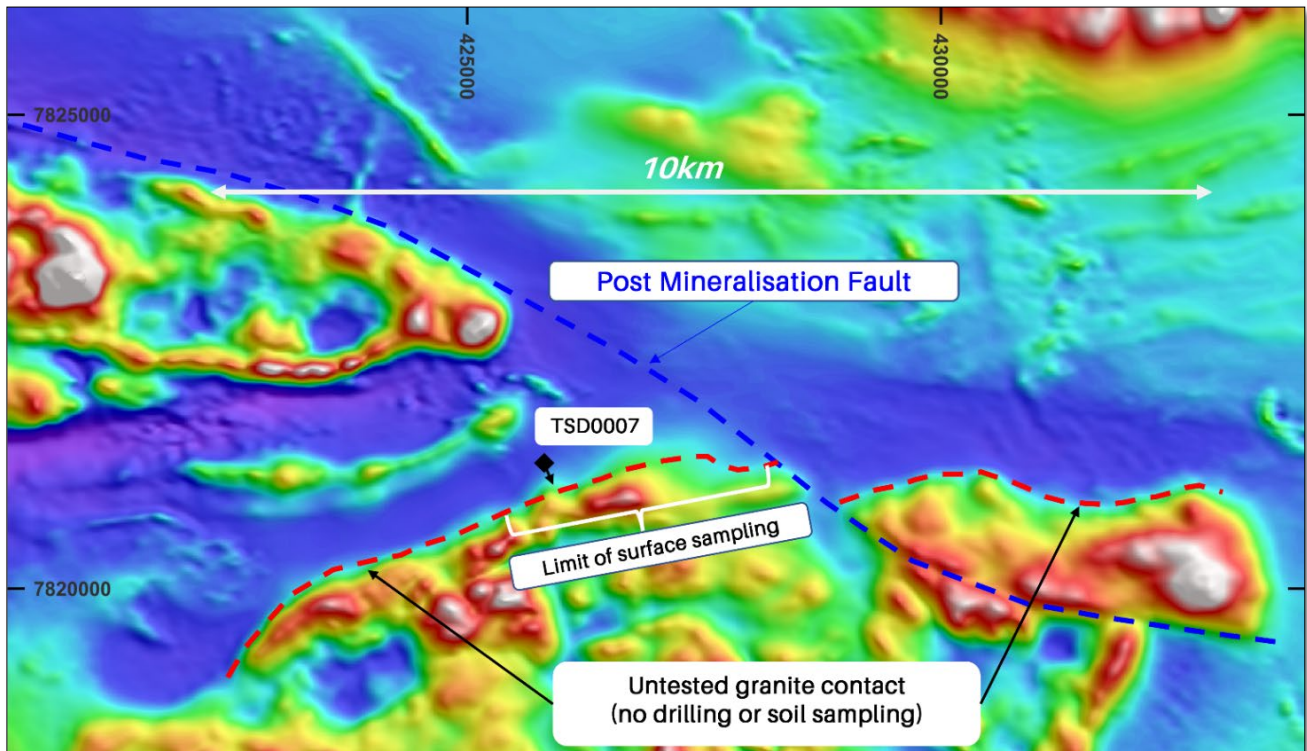 425000
430000
7825000
10km
Post Mineralisation Fault
TSD0007
Limit of surface sampling
7820000
Untested granite contact
(no drilling or soil sampling)